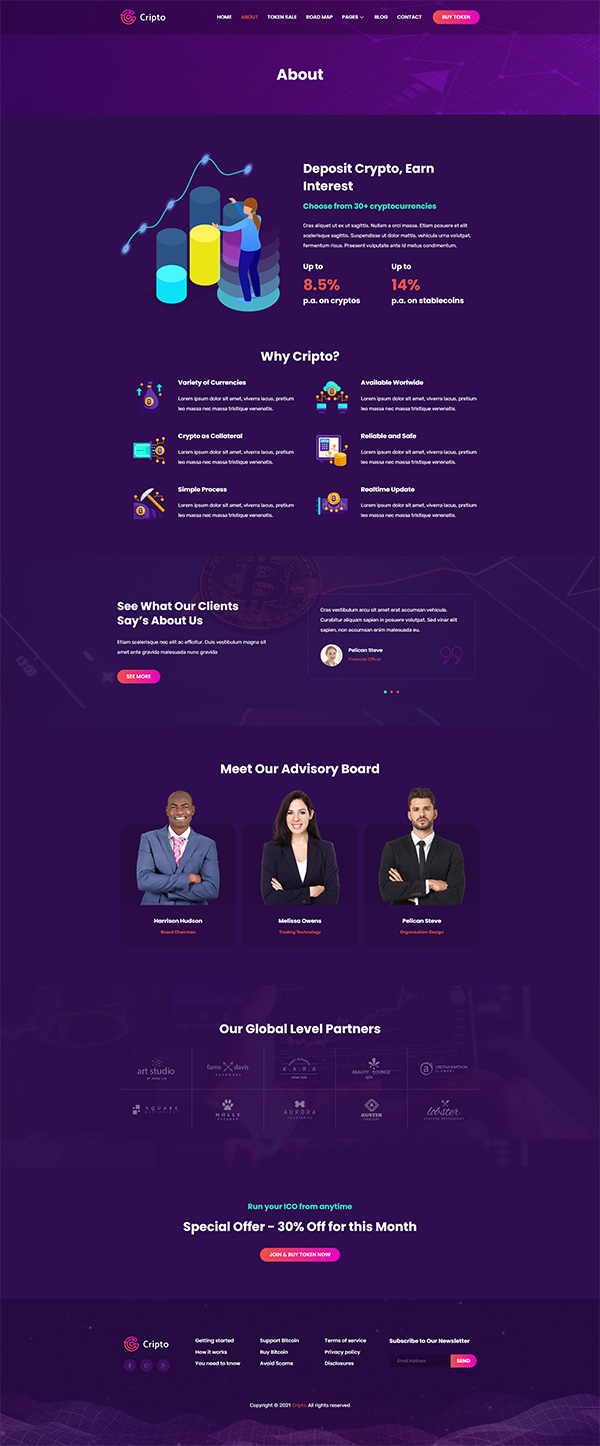 Cripto
HOME ABOUT TOKEN SALE ROAD MAP PAGES BLOG CONTACT BUY TOKEN
About
Deposit Crypto, Earn
Interest
Choose from 30+ cryptocurrencies
Cras aliquet ut ex ut sagittis. Nullam a orci massa. Etiam posuere et elit
scelerisque sagittis. Suspendisse ut dolor mattis, vehicula urna volutpat,
fermentum risus. Praesent vulputate ante id metus condimentum.
Up to
8.5%
p.a. on cryptos
Up to
14%
p.a. on stablecoins
Why Cripto?
Variety of Currencies
Lorem ipsum dolor sit amet, viverra lacus, pretium
leo massa nec massa tristique venenatis.
Available Worlwide
Lorem ipsum dolor sit amet, viverra lacus, pretium
leo massa nec massa tristique venenatis.
Crypto as Collateral
Lorem ipsum dolor sit amet, viverra lacus, pretium
leo massa nec massa tristique venenatis.
Reliable and Safe
Lorem ipsum dolor sit amet, viverra lacus, pretium
leo massa nec massa tristique venenatis.
Simple Process
Lorem ipsum dolor sit amet, viverra lacus, pretium
leo massa nec massa tristique venenatis.
Realtime Update
Lorem ipsum dolor sit amet, viverra lacus, pretium
leo massa nec massa tristique venenatis.
See What Our Clients
Say's About Us
Etiam scelerisque nec elit ac efficitur. Duis vestibulum magna sit
amet ante gravida malesuada nunc gravida
SEE MORE
Cras vestibulum arcu sit amet erat accumsan vehicula.
Curabitur aliquam sapien in posuere volutpat. Sed vinar elit
sapien, non accumsan enim malesuada eu.
Pelican Steve
Financial Officer
Meet Our Advisory Board
Harrison Hudson
Board Chairman
Melissa Owens
Trading Technology
Pelican Steve
Organisation Design
Our Global Level Partners
art studio
fame davis
K.A.R.A
BEAUTY LOUNGE
spa
GRETHA BARTSON
FLOWERS
SQUARE
MOLLY
AURORA
AUSTEN
lobster
Run your ICO from anytime
Special Offer - 30% Off for this Month
JOIN & BUY TOKEN NOW
Cripto
Getting started
How it works
You need to know
Support Bitcoin
Buy Bitcoin
Avoid Scams
Terms of service
Privacy policy
Disclosures
Subscribe to Our Newsletter
Email Address SEND
Copyright © 2021 Cripto All rights reserved